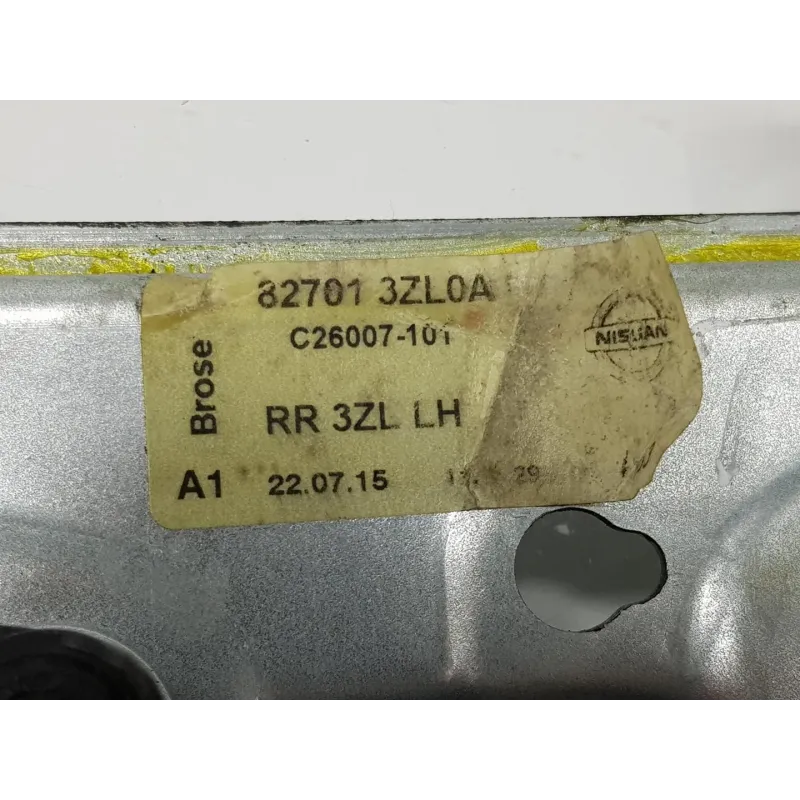 82701 3ZL0A
C26007-101
NISSAN
Brose
RR 3ZL LH
A1 22.07.15